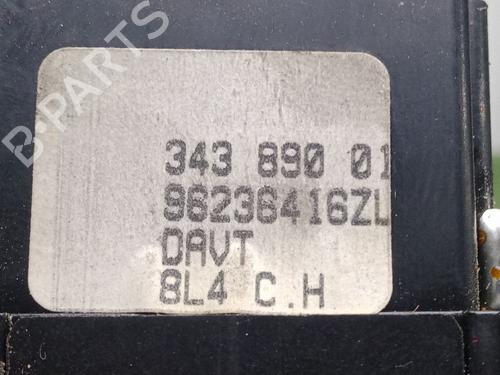 B-PARTS
343 890 01
96236416ZL
DAVT
8L4 C.H